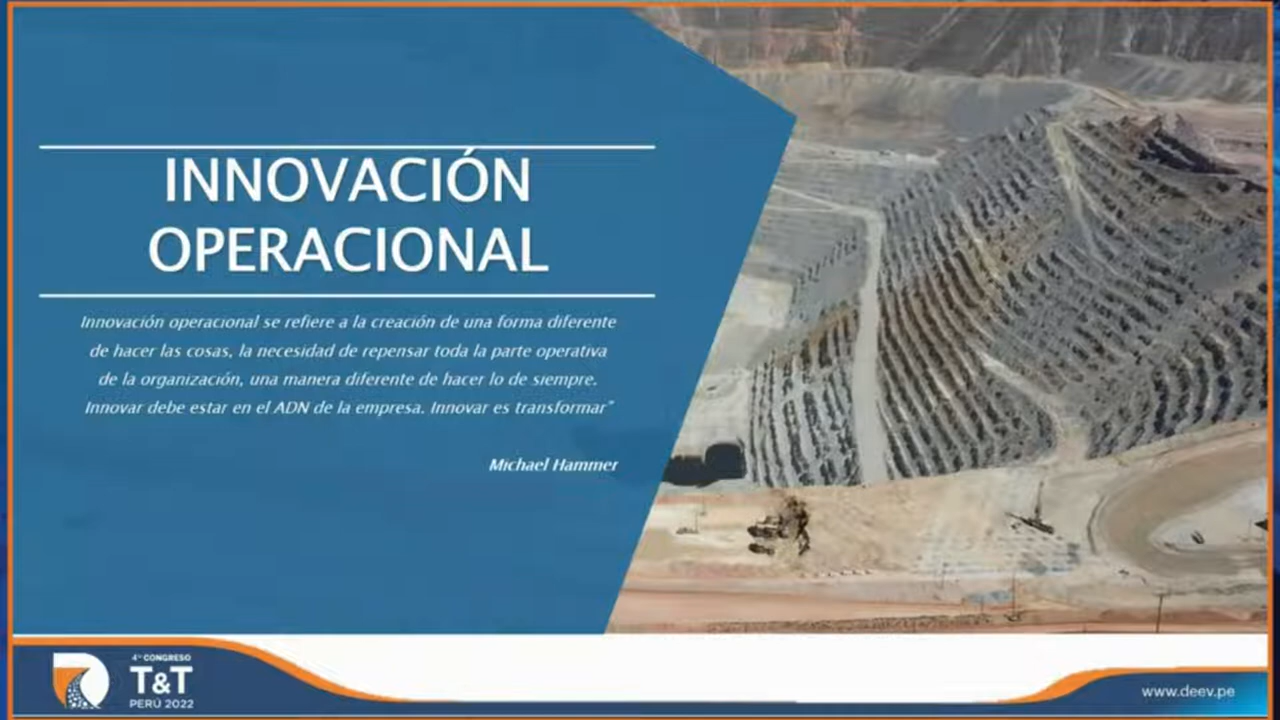 INNOVACIÓN
OPERACIONAL
Innovación operacional se refiere a la creación de una forma diferente
de hacer las cosas, la necesidad de repensar toda la parte operativa
de la organización, una manera diferente de hacer lo de siempre.
Innovar debe estar en el ADN de la empresa. Innovar es transformar"
Michael Hammer
4to CONGRESO
T&T
PERÚ 2022
www.deev.pe